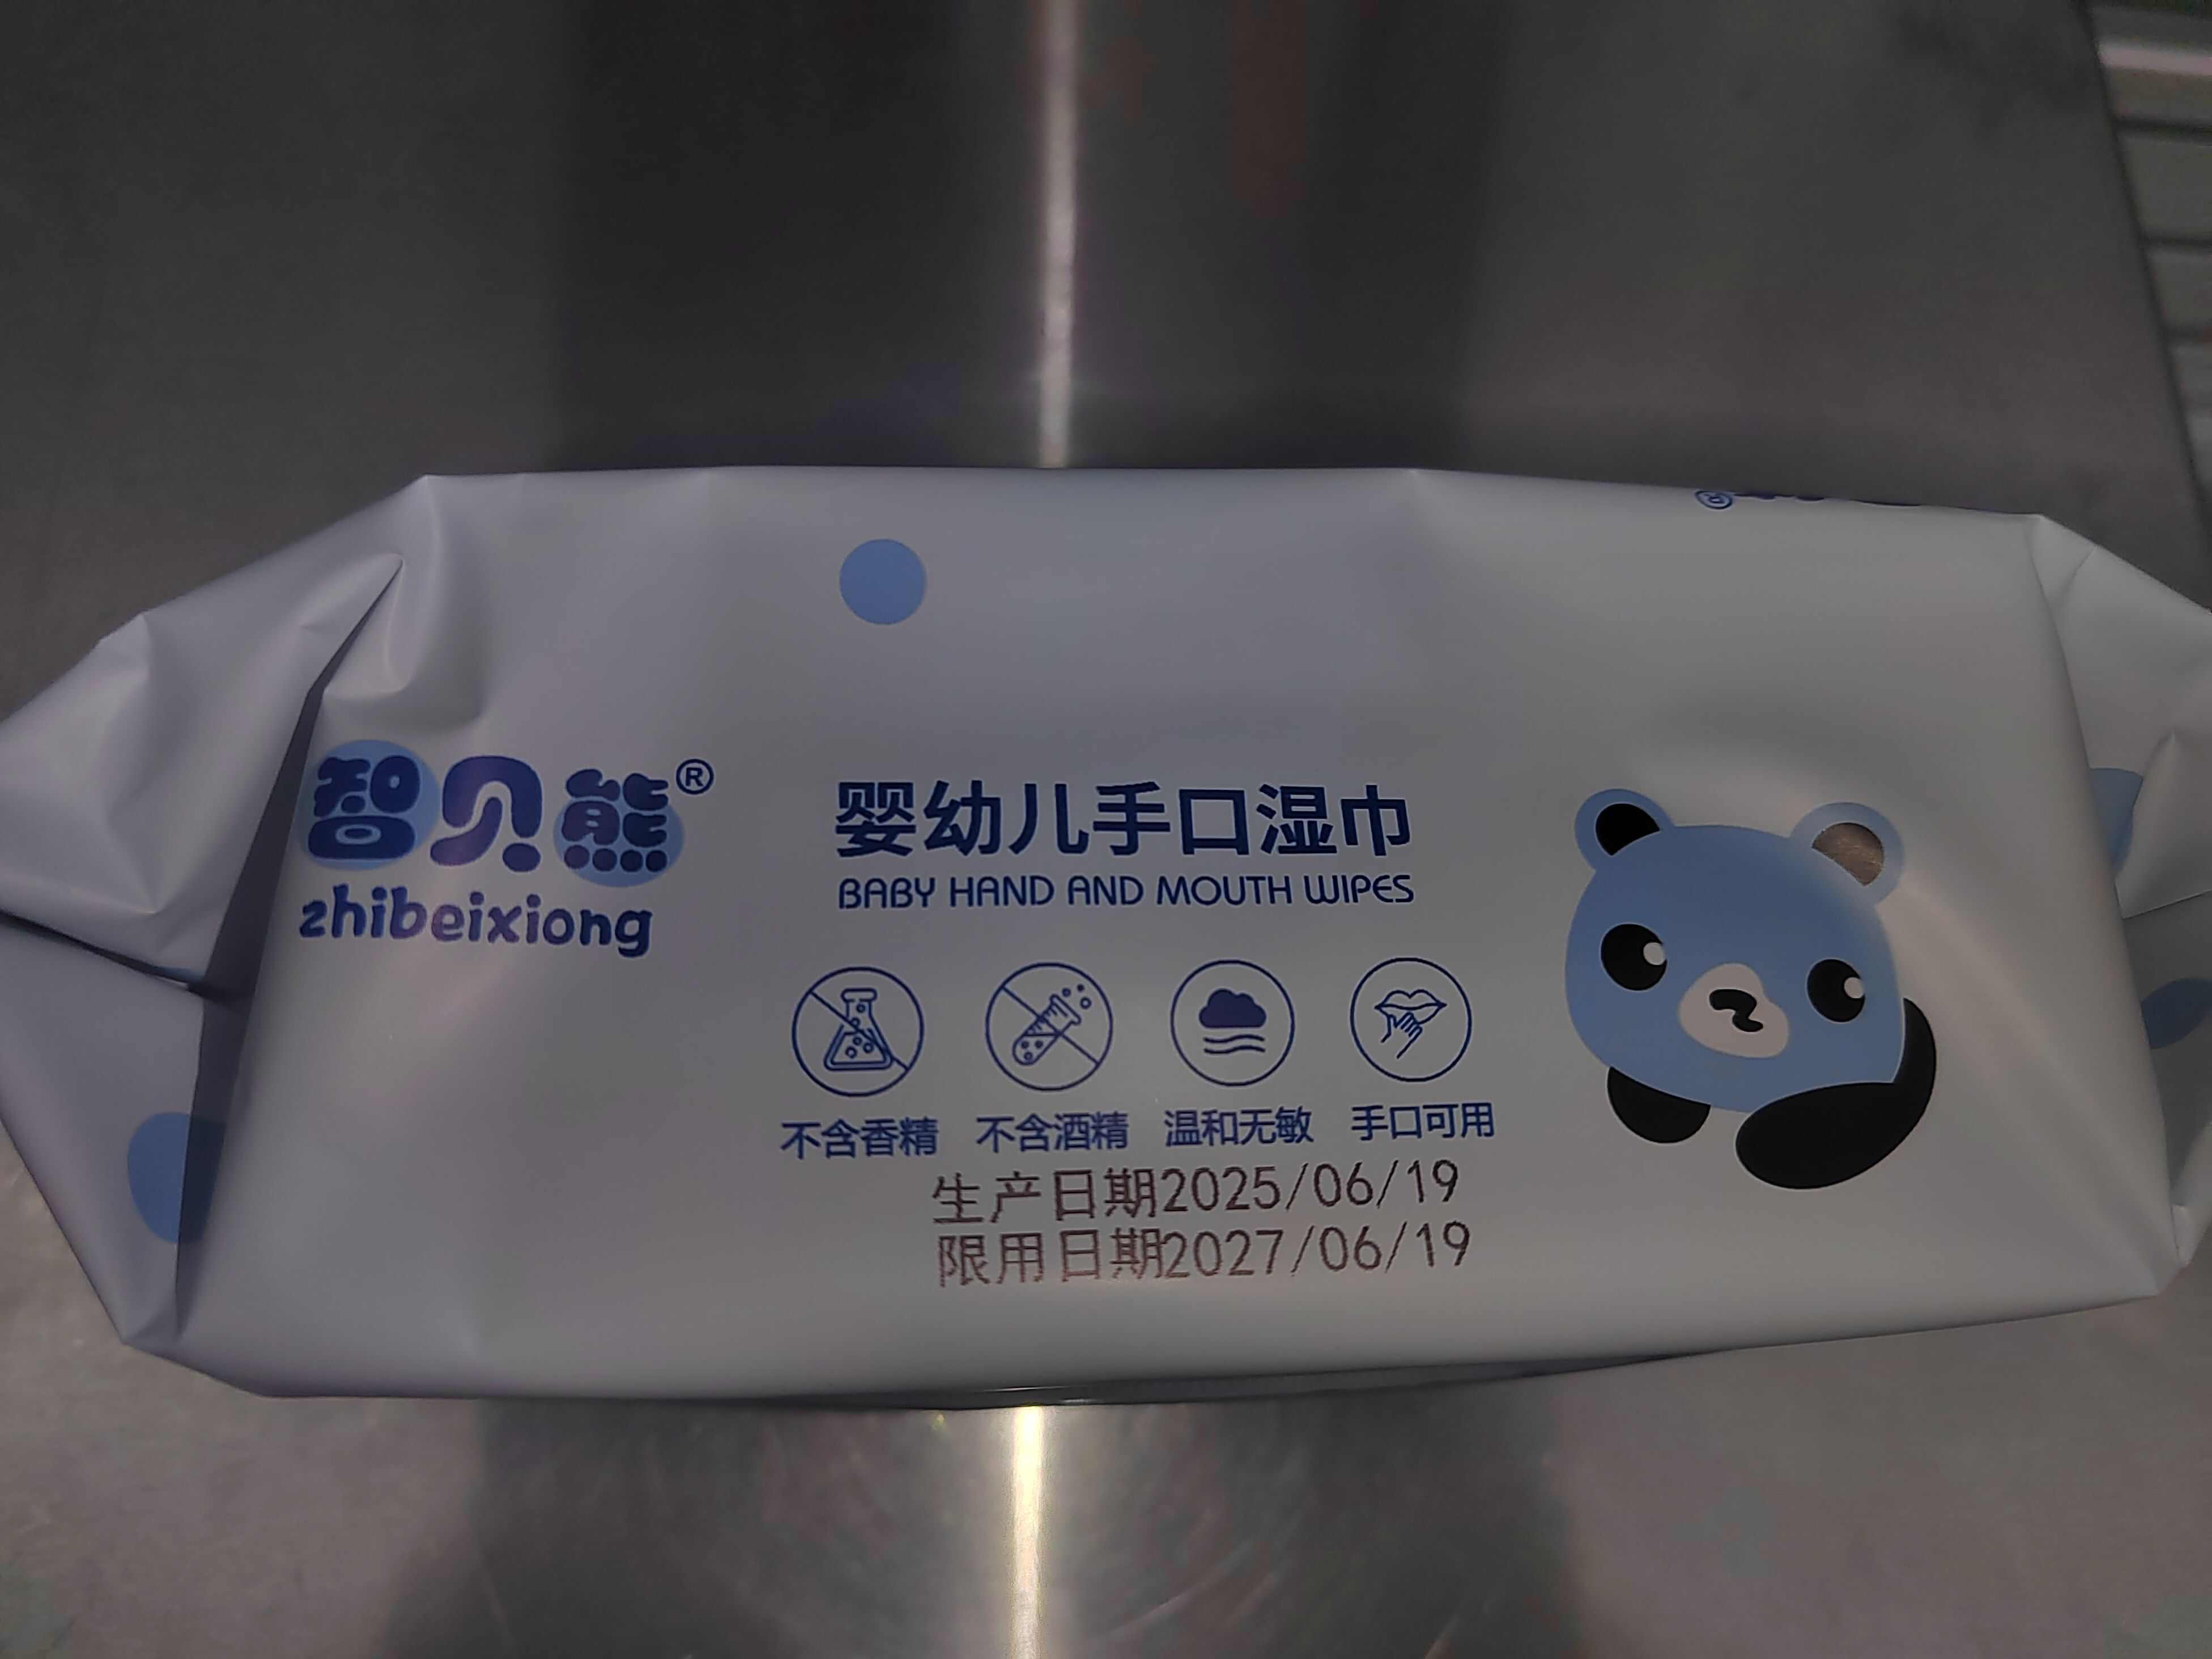 智贝熊®
zhibeixiong
婴幼儿手口湿巾
BABY HAND AND MOUTH WIPES
不含香精 不含酒精 温和无敏 手口可用
生产日期2025/06/19
限用日期2027/06/19